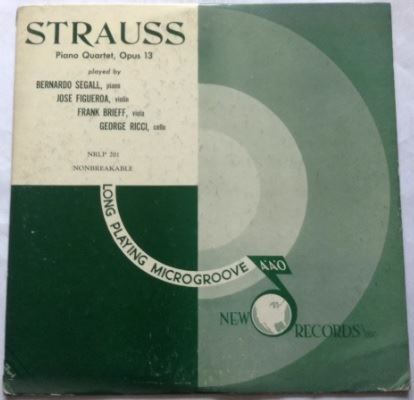 STRAUSS
Piano Quartet, Opus 13
played by
BERNARDO SEGALL, piano
JOSE FIGUEROA, violin
FRANK BRIEFF, viola
GEORGE RICCI, cello
NRLP 201
NONBREAKABLE
LONG PLAYING MICROGROOVE
NEW RECORDS INC.